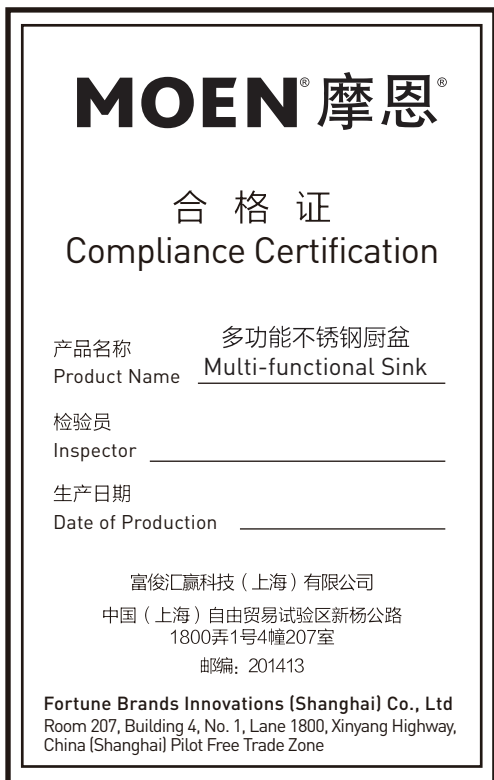 MOEN® 摩恩®
合格证
Compliance Certification
多功能不锈钢厨盆
产品名称
Product Name Multi-functional Sink
检验员
Inspector
生产日期
Date of Production
富俊汇赢科技（上海）有限公司
中国（上海）自由贸易试验区新杨公路
1800弄1号4幢207室
邮编：201413
Fortune Brands Innovations (Shanghai) Co., Ltd
Room 207, Building 4, No. 1, Lane 1800, Xinyang Highway,
China (Shanghai) Pilot Free Trade Zone